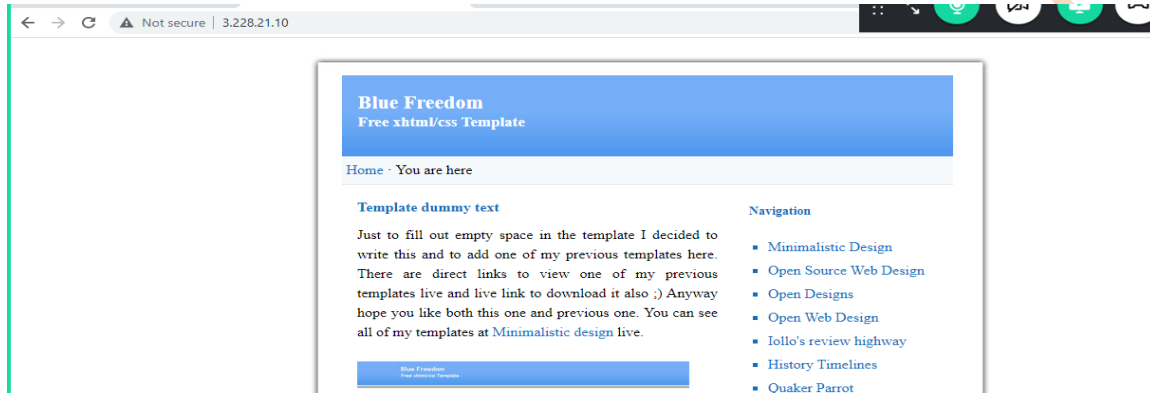 Not secure | 3.228.21.10
Blue Freedom
Free xhtml/css Template
Home · You are here
Template dummy text
Just to fill out empty space in the template I decided to
write this and to add one of my previous templates here.
There are direct links to view one of my previous
templates live and live link to download it also ;) Anyway
hope you like both this one and previous one. You can see
all of my templates at Minimalistic design live.
Blue Freedom
Free xhtml/css Template
Navigation
Minimalistic Design
Open Source Web Design
Open Designs
Open Web Design
Iollo's review highway
History Timelines
Quaker Parrot